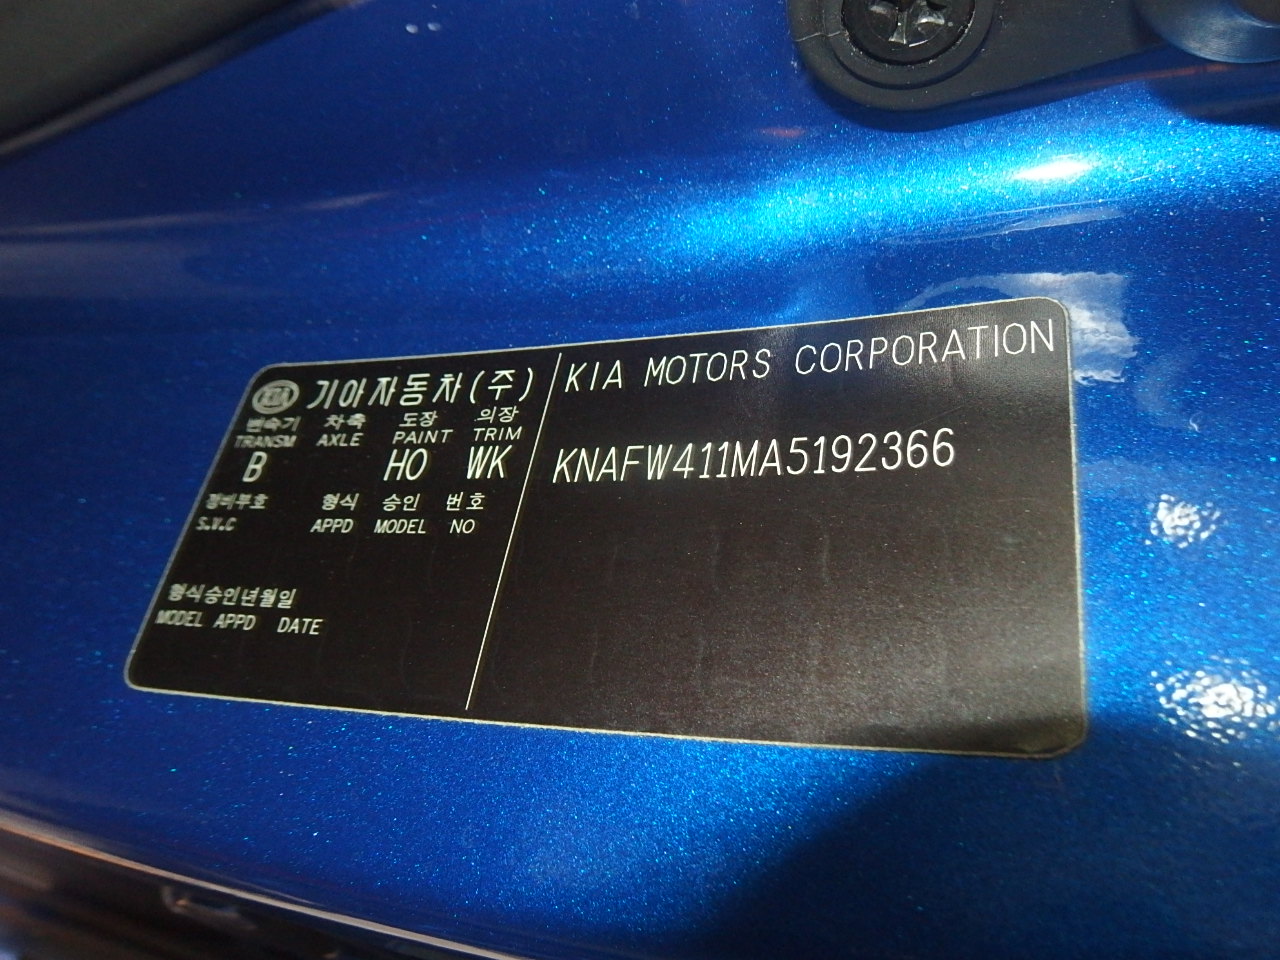 KIA 기아자동차(주)
변속기 차축 도장 의장
TRANSM AXLE PAINT TRIM
B HO WK
장비부호 형식 승인 번호
S.V.C APPD MODEL NO
형식승인년월일
MODEL APPD DATE
KIA MOTORS CORPORATION
KNAFW411MA5192366